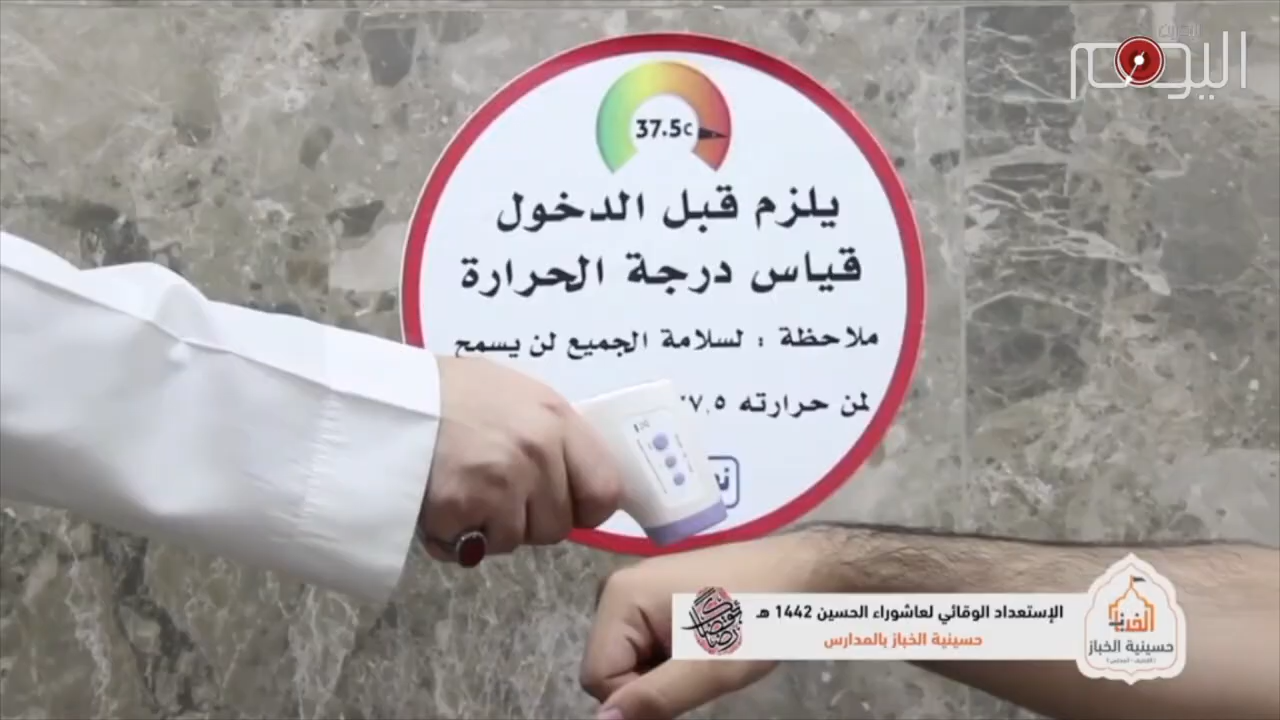 اليوم
37.5c
يلزم قبل الدخول
قياس درجة الحرارة
ملاحظة : لسلامة الجميع لن يسمح
لمن حرارته
الإستعداد الوقائي لعاشوراء الحسين 1442 هـ
حسينية الخباز بالمدارس
الخباز
حسينية الخباز